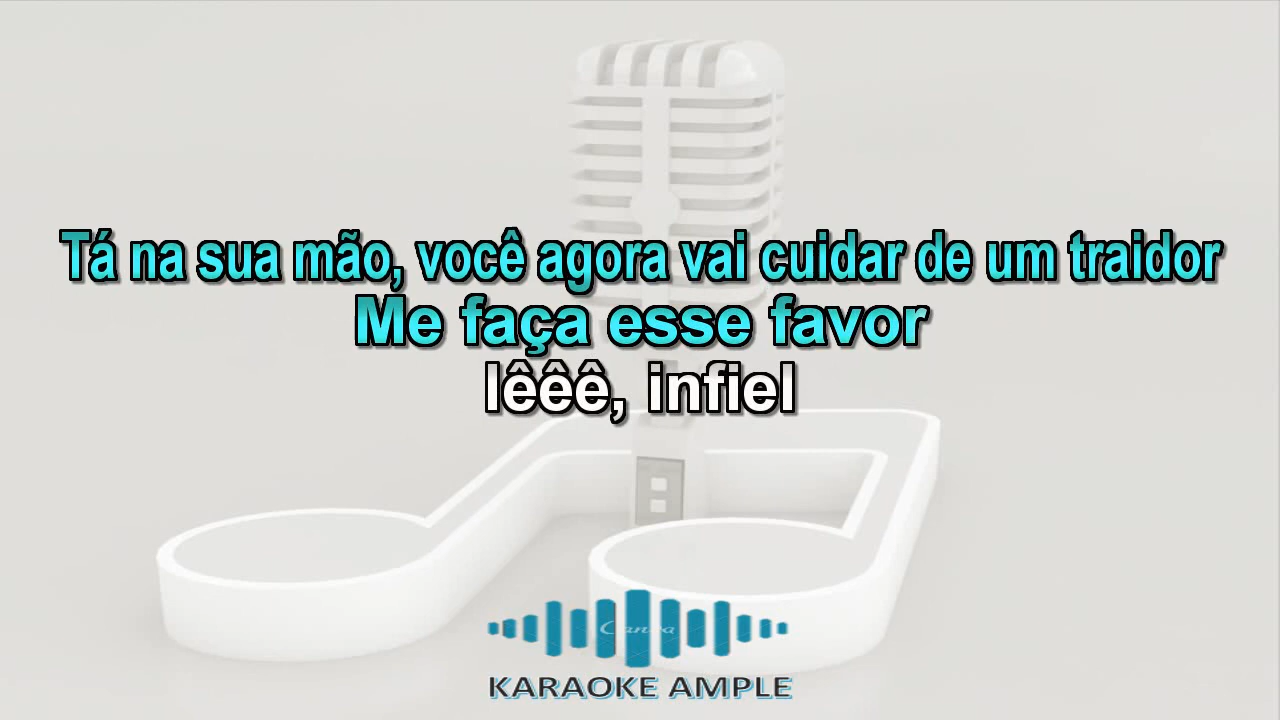 Tá na sua mão, você agora vai cuidar de um traidor
Me faça esse favor
Iêêê, infiel
Canva
KARAOKE AMPLE